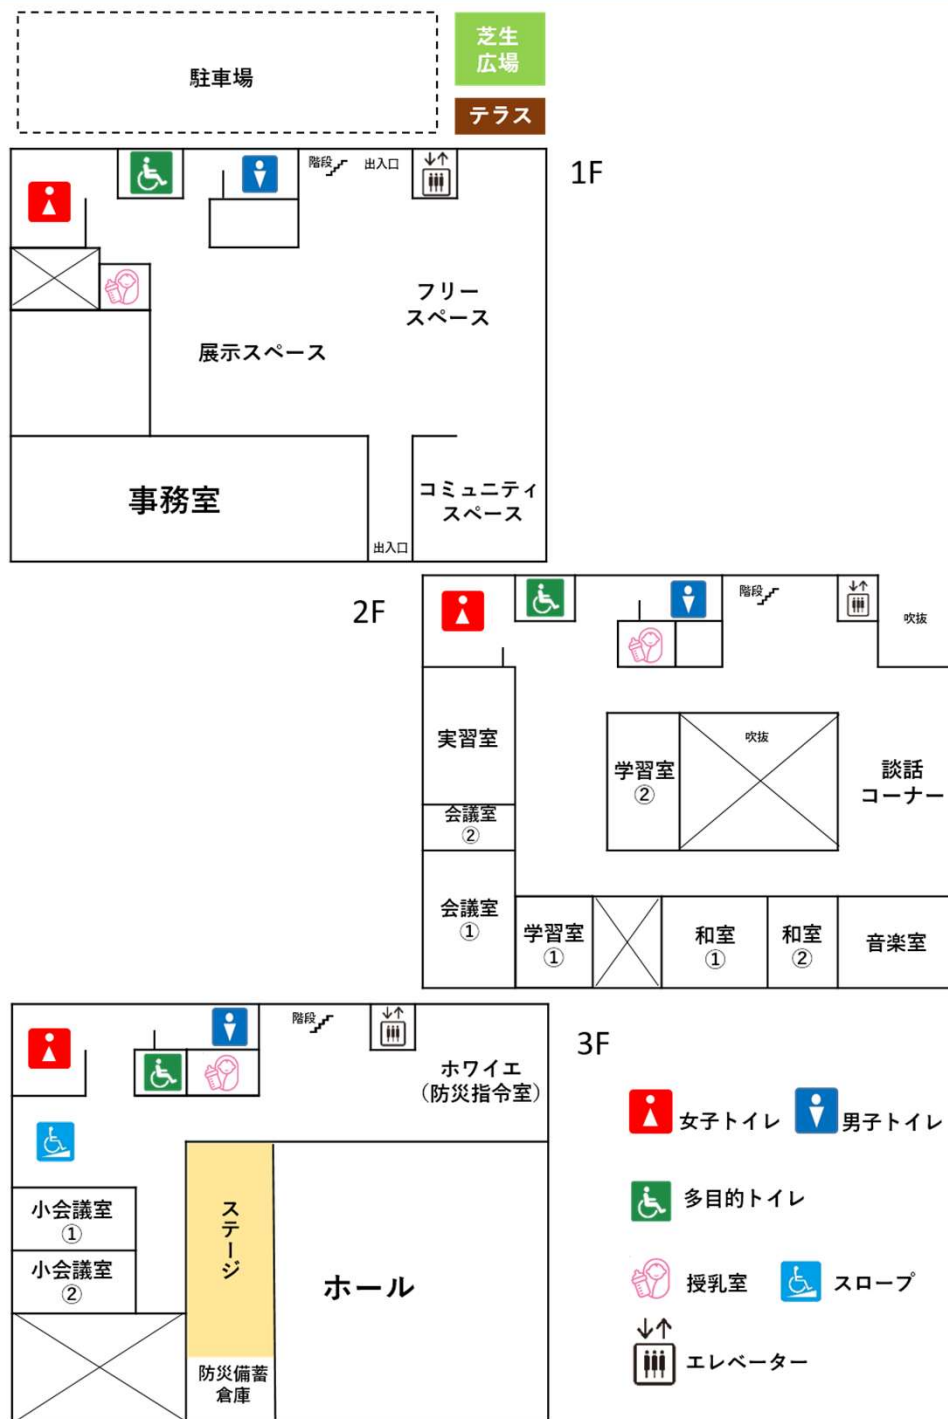 駐車場
芝生
広場
テラス
1F
階段
出入口
フリー
スペース
展示スペース
事務室
コミュニティ
スペース
出入口
2F
階段
吹抜
実習室
学習室
②
吹抜
談話
コーナー
会議室
②
会議室
①
学習室
①
和室
①
和室
②
音楽室
3F
階段
ホワイエ
(防災指令室)
小会議室
①
小会議室
②
ステージ
ホール
防災備蓄
倉庫
女子トイレ
男子トイレ
多目的トイレ
授乳室
スロープ
エレベーター